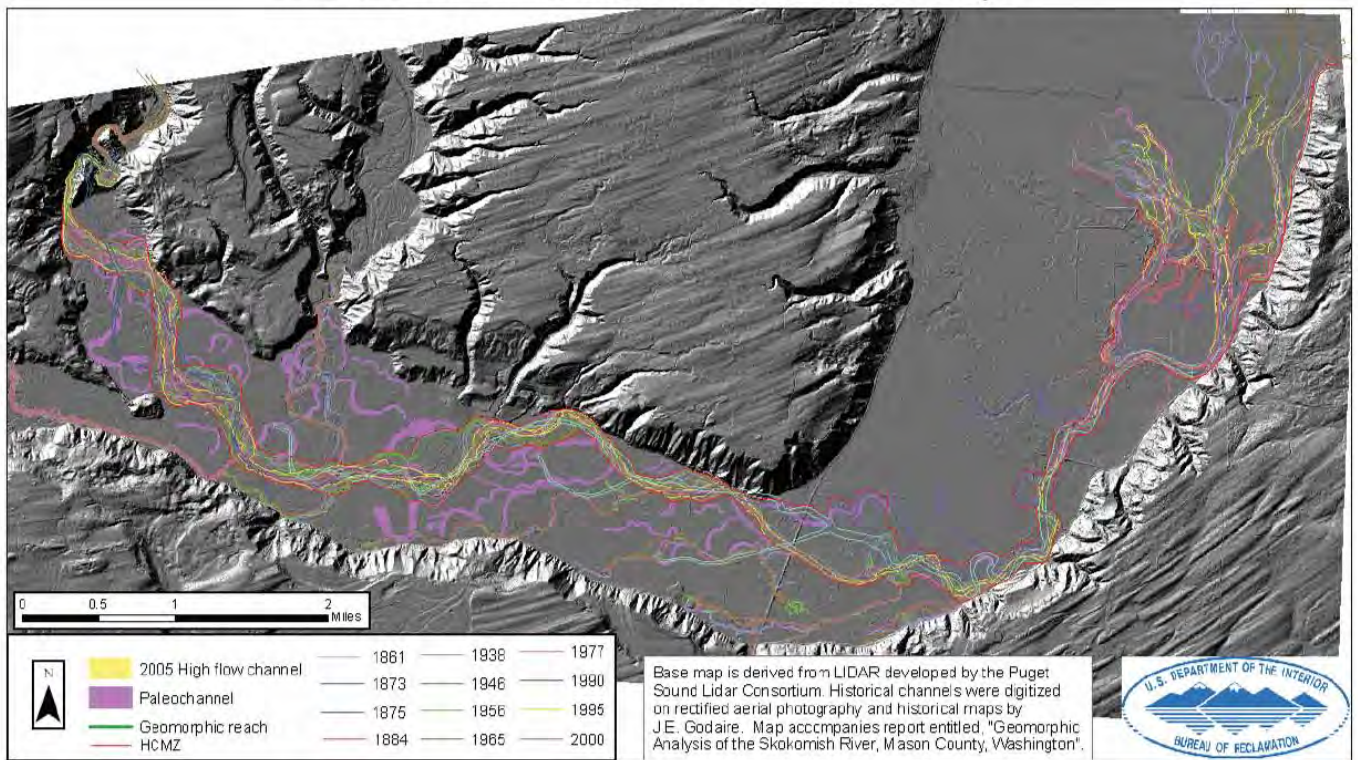 0 0.5 1 2
Miles
N
2005 High flow channel
Paleochannel
Geomorphic reach
HCMZ
1861
1873
1875
1884
1938
1946
1956
1965
1977
1990
1995
2000
Base map is derived from LIDAR developed by the Puget
Sound Lidar Consortium. Historical channels were digitized
on rectified aerial photography and historical maps by
J.E. Godaire. Map accompanies report entitled, "Geomorphic
Analysis of the Skokomish River, Mason County, Washington".
U.S. DEPARTMENT OF THE INTERIOR
BUREAU OF RECLAMATION